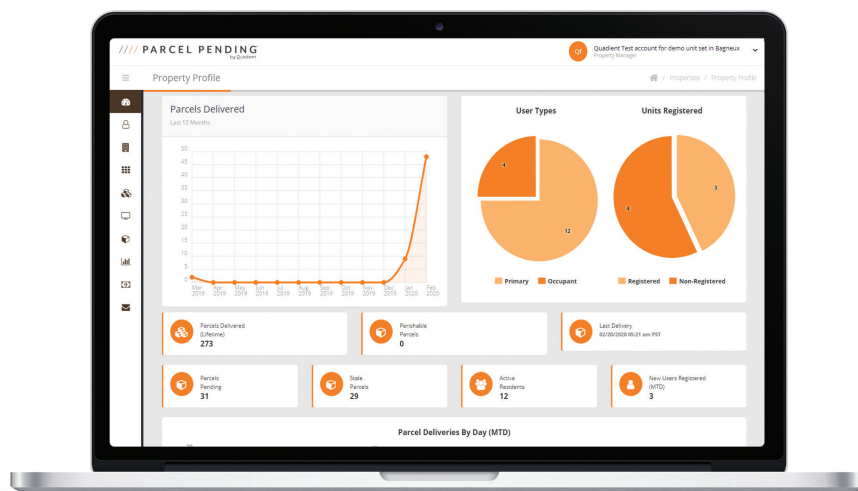 //// PARCEL PENDING
by Quadient
QT
Quadient Test account for demo unit set in Bagneux
Property Manager
Property Profile
/ Properties / Property Profile
Parcels Delivered
Last 12 Months
50
45
40
35
30
25
20
15
10
5
0
Mar Apr May Jun Jul Aug Sep Oct Nov Dec Jan Feb
2019 2019 2019 2019 2019 2019 2019 2019 2019 2019 2020 2020
User Types
4
12
Primary Occupant
Units Registered
3
4
Registered Non-Registered
Parcels Delivered
(Lifetime)
273
Perishable
Parcels
0
Last Delivery
02/20/2020 05:21 am PST
Parcels
Pending
31
Stale
Parcels
29
Active
Residents
12
New Users Registered
(MTD)
3
Parcel Deliveries By Day (MTD)